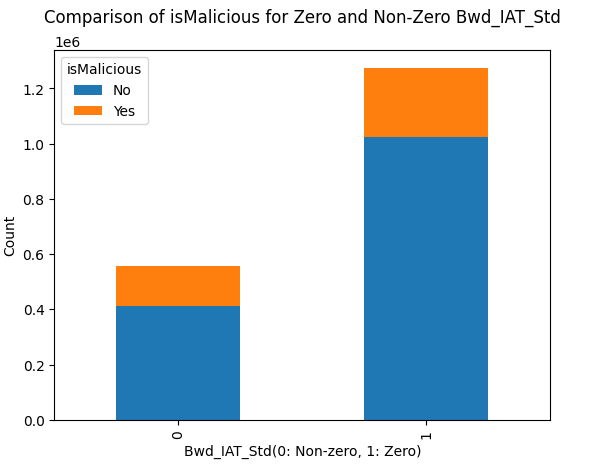 Comparison of isMalicious for Zero and Non-Zero Bwd_IAT_Std
1e6
isMalicious
No
Yes
1.2
1.0
0.8
0.6
0.4
0.2
0.0
Count
0
1
Bwd_IAT_Std(0: Non-zero, 1: Zero)